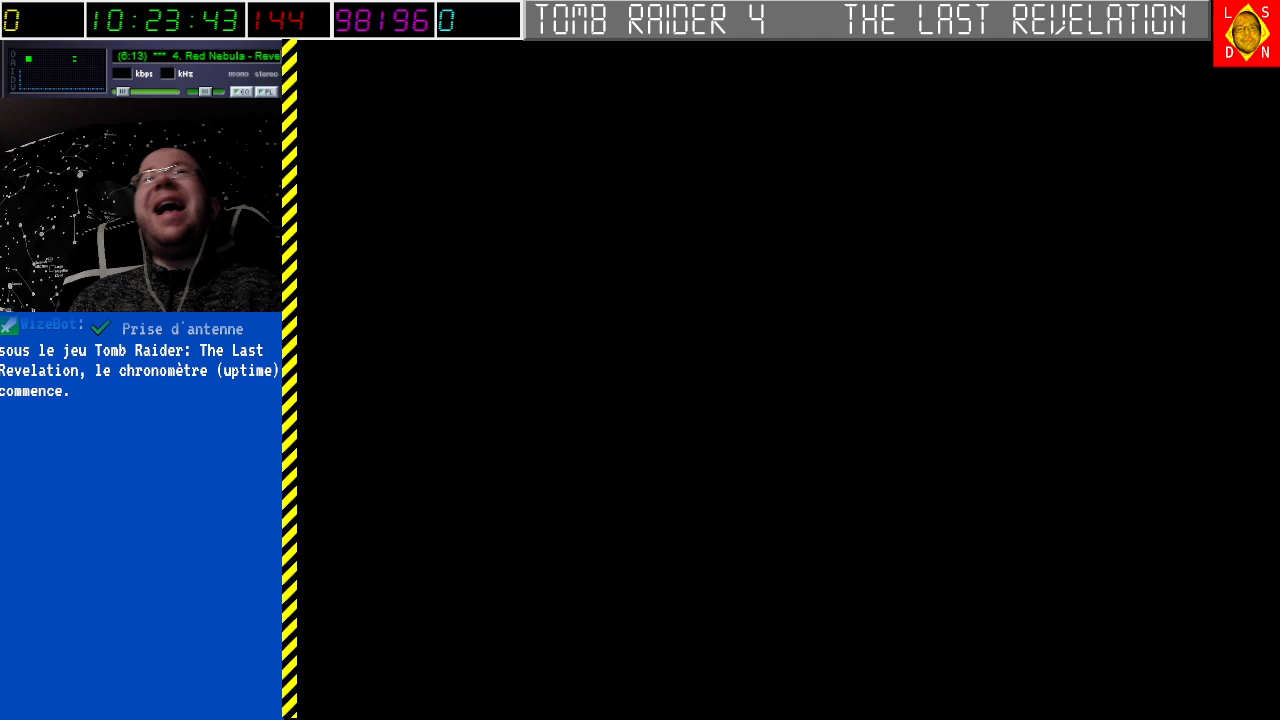 0
10:23:43
144
98196
0
TOMB RAIDER 4 THE LAST REVELATION
L S
D N
(6:13) *** 4. Red Nebula - Reve
O
A
I
D
V
kbps
kHz
mono stereo
EQ
PL
WizeBot: Prise d'antenne
sous le jeu Tomb Raider: The Last
Revelation, le chronomètre (uptime)
commence.